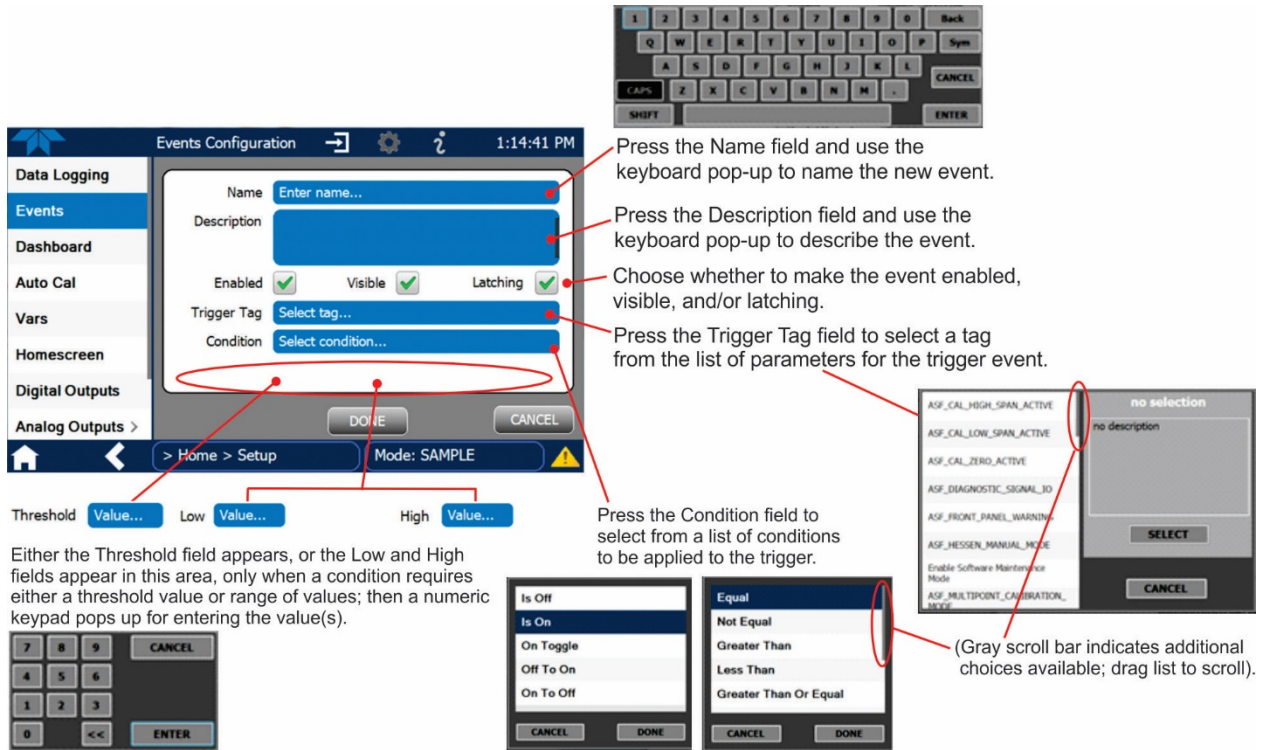 1 2 3 4 5 6 7 8 9 0 Back
Q W E R T Y U I O P Sym
A S D F G H J K L CANCEL
CAPS Z X C V B N M .
SHIFT ENTER
Events Configuration 1:14:41 PM
Data Logging
Events
Dashboard
Auto Cal
Vars
Homescreen
Digital Outputs
Analog Outputs >
Name Enter name...
Description
Enabled Visible Latching
Trigger Tag Select tag...
Condition Select condition...
DONE CANCEL
> Home > Setup Mode: SAMPLE
Press the Name field and use the
keyboard pop-up to name the new event.
Press the Description field and use the
keyboard pop-up to describe the event.
Choose whether to make the event enabled,
visible, and/or latching.
Press the Trigger Tag field to select a tag
from the list of parameters for the trigger event.
ASF_CAL_HIGH_SPAN_ACTIVE
ASF_CAL_LOW_SPAN_ACTIVE
ASF_CAL_ZERO_ACTIVE
ASF_DIAGNOSTIC_SIGNAL_IO
ASF_FRONT_PANEL_WARNING
ASF_HESSEN_MANUAL_MODE
Enable Software Maintenance
Mode
ASF_MULTIPOINT_CALIBRATION_
MODE
no selection
no description
SELECT
CANCEL
Threshold Value... Low Value... High Value...
Either the Threshold field appears, or the Low and High
fields appear in this area, only when a condition requires
either a threshold value or range of values; then a numeric
keypad pops up for entering the value(s).
7 8 9 CANCEL
4 5 6
1 2 3
0 << ENTER
Press the Condition field to
select from a list of conditions
to be applied to the trigger.
Is Off
Is On
On Toggle
Off To On
On To Off
CANCEL DONE
Equal
Not Equal
Greater Than
Less Than
Greater Than Or Equal
CANCEL DONE
(Gray scroll bar indicates additional
choices available; drag list to scroll).